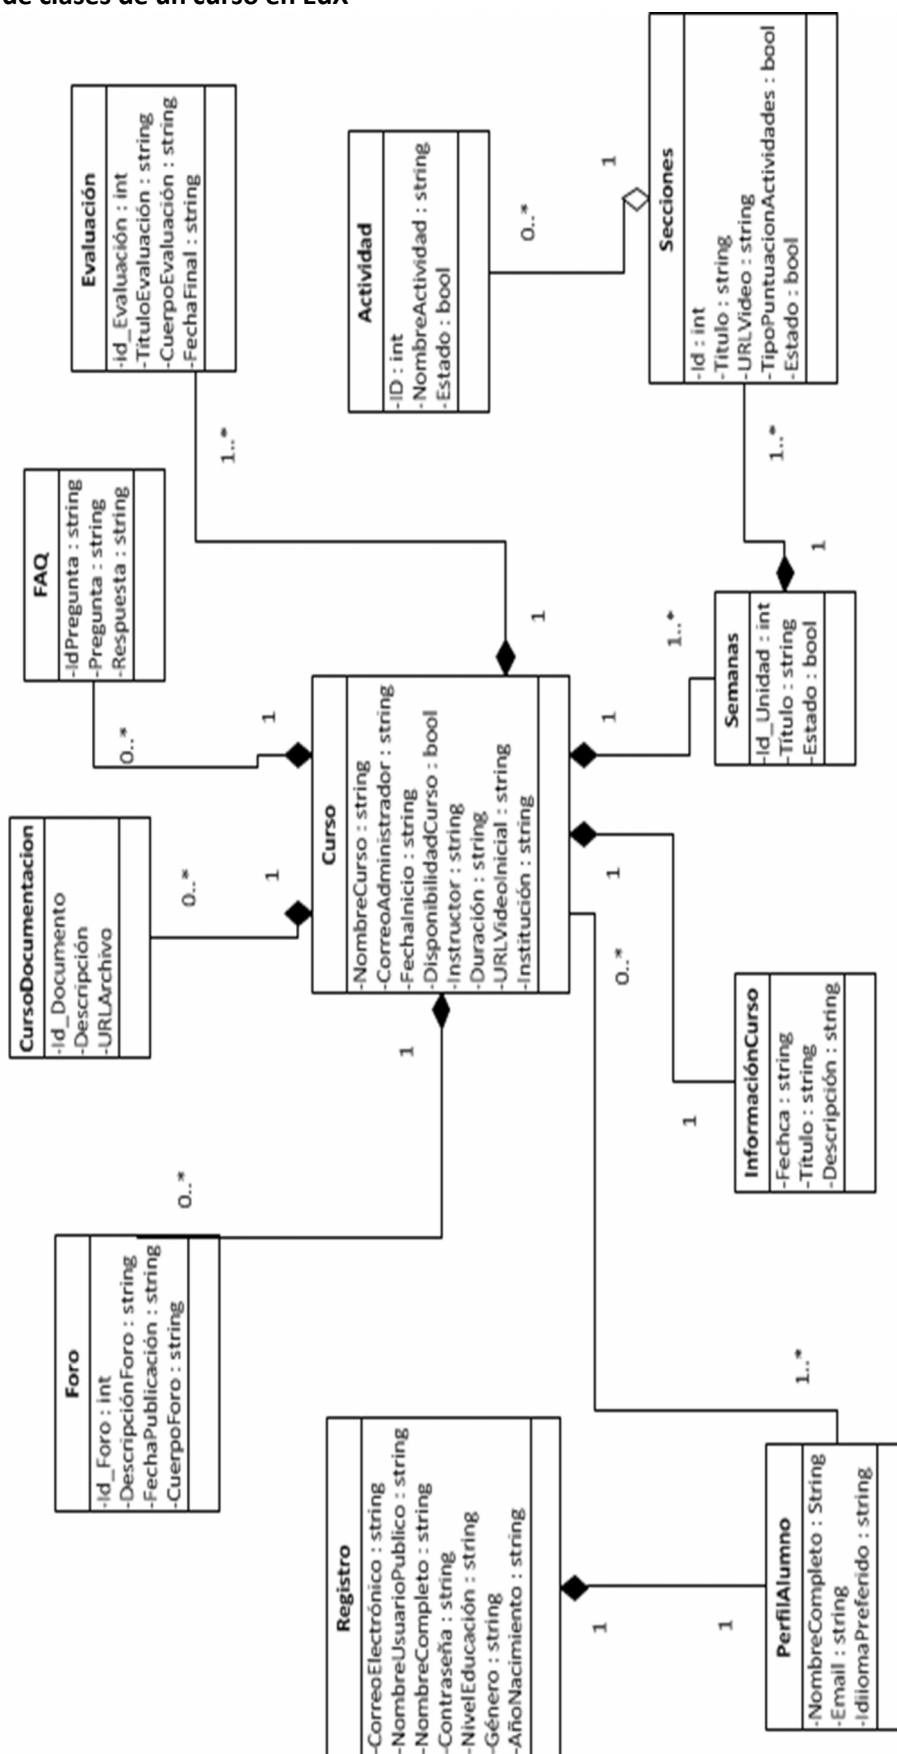 de clases de un curso en EdX
Evaluación
-id_Evaluación : int
-TituloEvaluación : string
-CuerpoEvaluación : string
-FechaFinal : string
1..*
FAQ
-IdPregunta : string
-Pregunta : string
-Respuesta : string
0..*
1
1
CursoDocumentacion
-Id_Documento
-Descripción
-URLArchivo
0..*
1
Foro
-Id_Foro : int
-DescripciónForo : string
-FechaPublicación : string
-CuerpoForo : string
0..*
1
Curso
-NombreCurso : string
-CorreoAdministrador : string
-FechaInicio : string
-DisponibilidadCurso : bool
-Instructor : string
-Duración : string
-URLVideoInicial : string
-Institución : string
Actividad
-ID : int
-NombreActividad : string
-Estado : bool
0..*
1
Secciones
-Id : int
-Titulo : string
-URLVideo : string
-TipoPuntuacionActividades : bool
-Estado : bool
1..*
1
Semanas
-Id_Unidad : int
-Título : string
-Estado : bool
1..*
1
1
0..*
InformaciónCurso
-Fechca : string
-Título : string
-Descripción : string
1
1..*
Registro
-CorreoElectrónico : string
-NombreUsuarioPublico : string
-NombreCompleto : string
-Contraseña : string
-NivelEducación : string
-Género : string
-AñoNacimiento : string
1
1
PerfilAlumno
-NombreCompleto : String
-Email : string
-IdiiomaPreferido : string